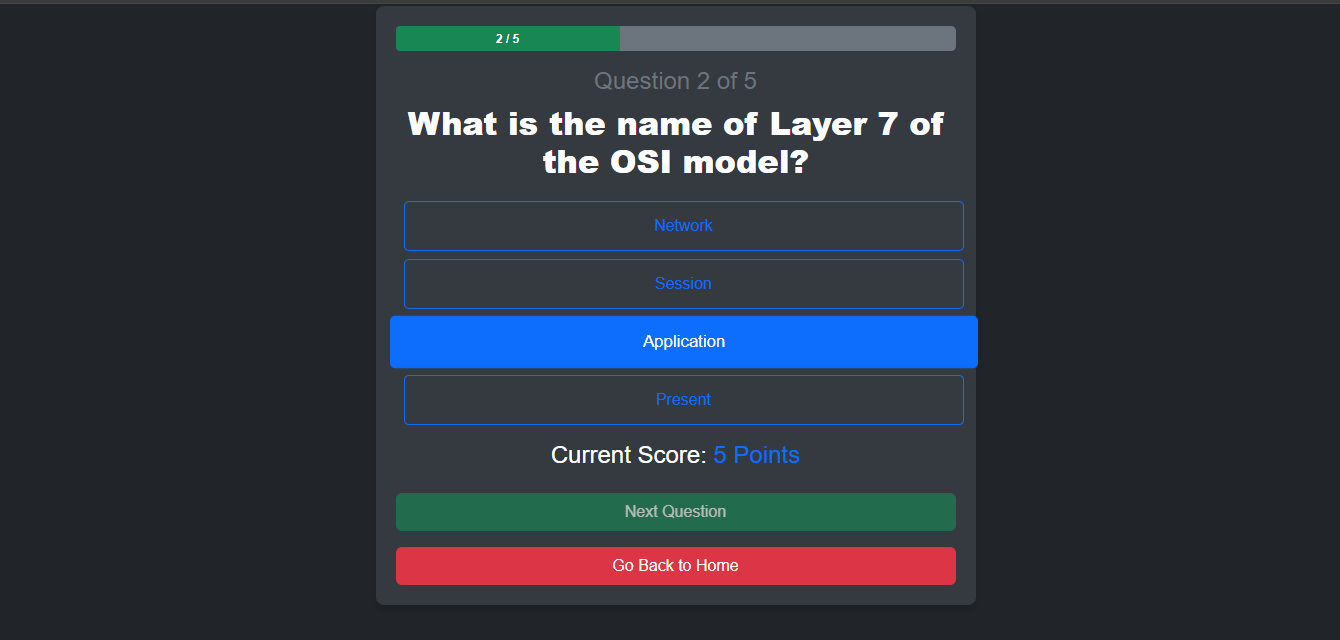 2 / 5
Question 2 of 5
What is the name of Layer 7 of
the OSI model?
Network
Session
Application
Present
Current Score: 5 Points
Next Question
Go Back to Home